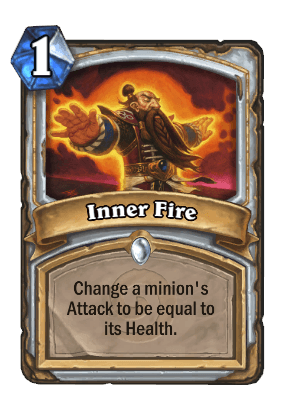 1
Inner Fire
Change a minion's
Attack to be equal to
its Health.